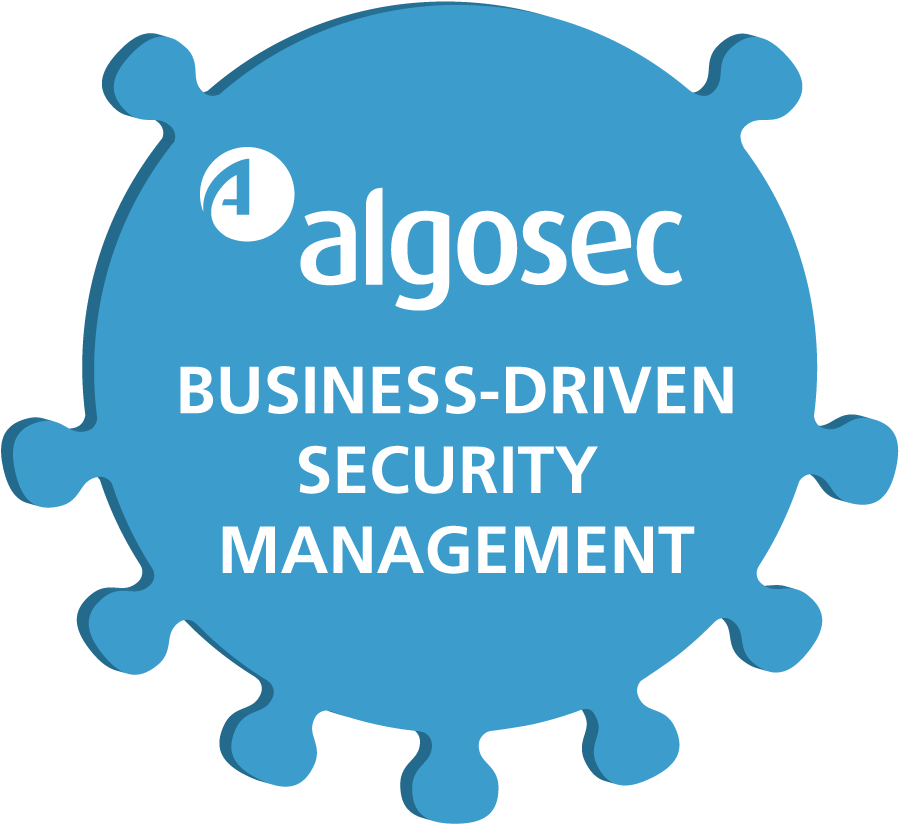 algosec
BUSINESS-DRIVEN
SECURITY
MANAGEMENT